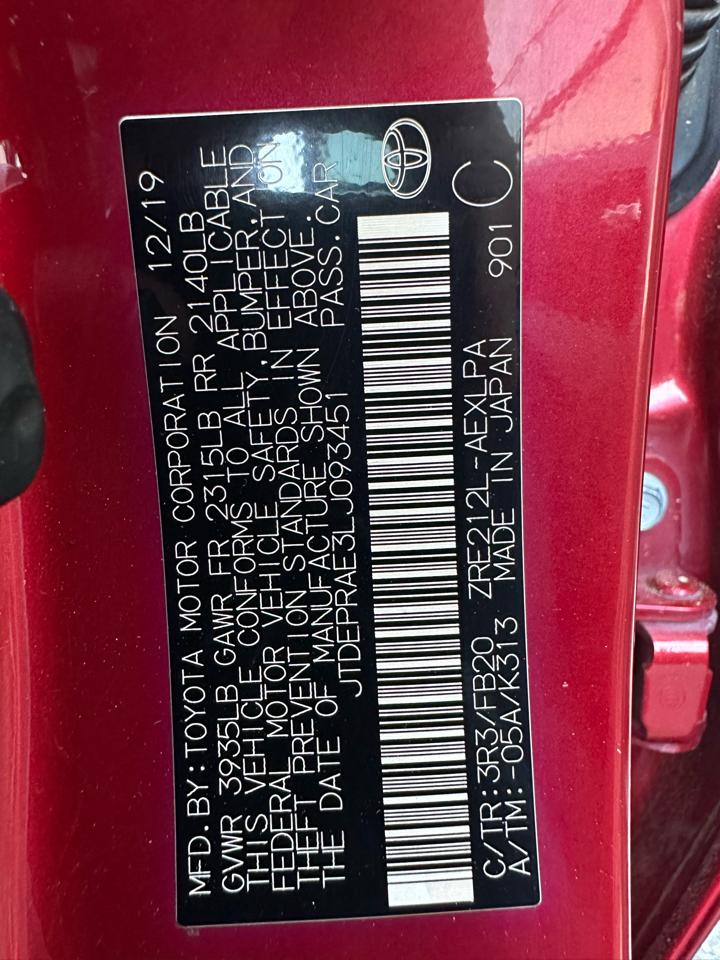 MFD.BY:TOYOTA MOTOR CORPORATION 12/19
GVWR 3935LB GAWR FR 2315LB RR 2140LB
THIS VEHICLE CONFORMS TO ALL APPLICABLE
FEDERAL MOTOR VEHICLE SAFETY,BUMPER,AND
THEFT PREVENTION STANDARDS IN EFFECT ON
THE DATE OF MANUFACTURE SHOWN ABOVE.
JTDEPRAE3LJ093451 PASS.CAR
C/TR:3R3/FB20 ZRE212L-AEXLPA
A/TM:-05A/K313 MADE IN JAPAN 901 C